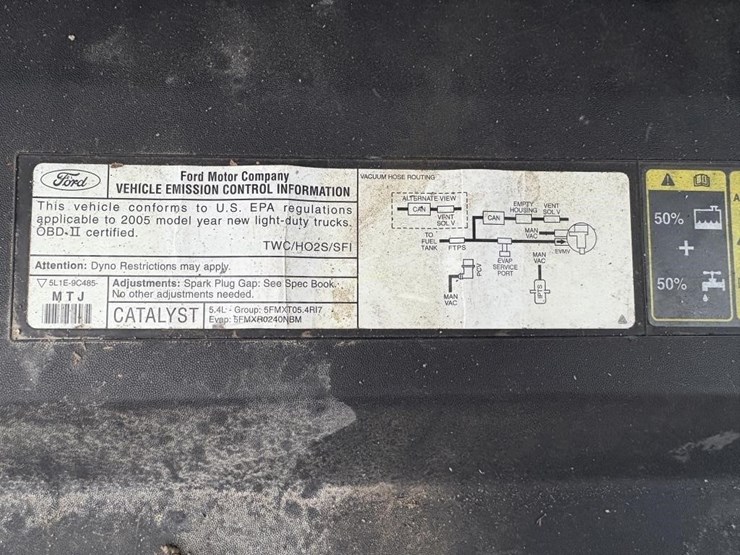 Ford
Ford Motor Company
VEHICLE EMISSION CONTROL INFORMATION
This vehicle conforms to U.S. EPA regulations
applicable to 2005 model year new light-duty trucks.
OBD-II certified.
TWC/HO2S/SFI
Attention: Dyno Restrictions may apply.
5L1E-9C485-
MTJ
Adjustments: Spark Plug Gap: See Spec Book.
No other adjustments needed.
CATALYST
5.4L - Group: 5FMXT05.4RI7
Evap: 5FMXR0240NBM
VACUUM HOSE ROUTING
ALTERNATE VIEW
CAN
VENT
SOL V
CAN
EMPTY
HOUSING
VENT
SOL V
TO
FUEL
TANK
FTPS
MAN
VAC
EVMV
EVAP
SERVICE
PORT
MAN
VAC
PCV
MAN
VAC
IPTS
50%
+
50%
A